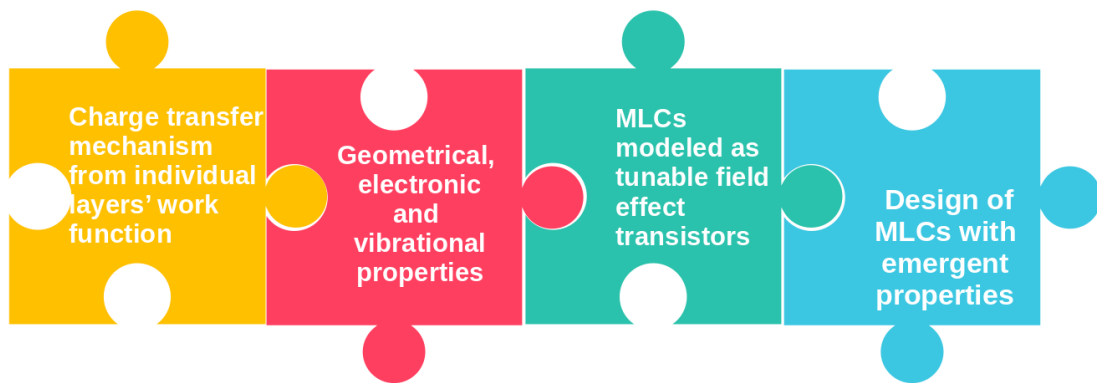 Charge transfer
mechanism
from individual
layers’ work
function
Geometrical,
electronic
and
vibrational
properties
MLCs
modeled as
tunable field
effect
transistors
Design of
MLCs with
emergent
properties